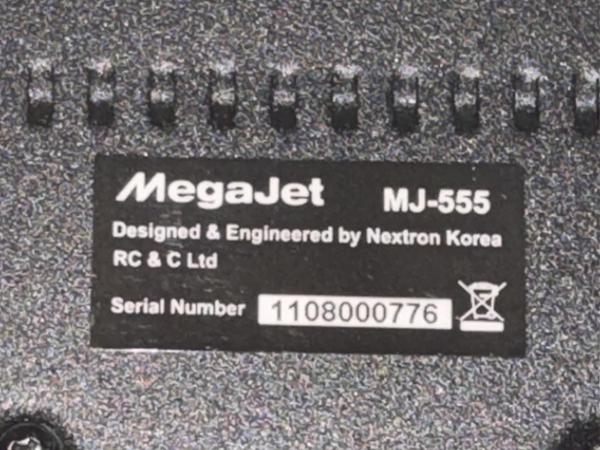 MegaJet MJ-555
Designed & Engineered by Nextron Korea
RC & C Ltd
Serial Number 1108000776